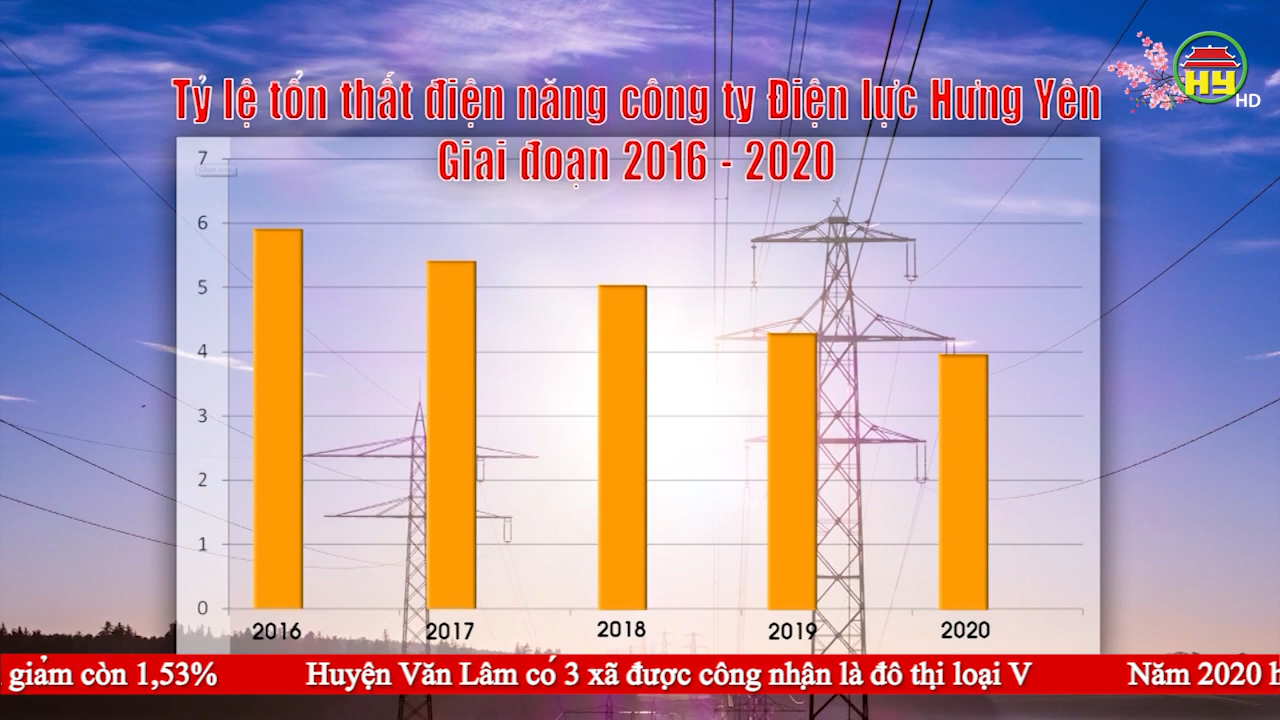 Tỷ lệ tổn thất điện năng công ty Điện lực Hưng Yên
Giai đoạn 2016 - 2020
HY
HD
7
6
5
4
3
2
1
0
2016 2017 2018 2019 2020
giảm còn 1,53% Huyện Văn Lâm có 3 xã được công nhận là đô thị loại V Năm 2020 h